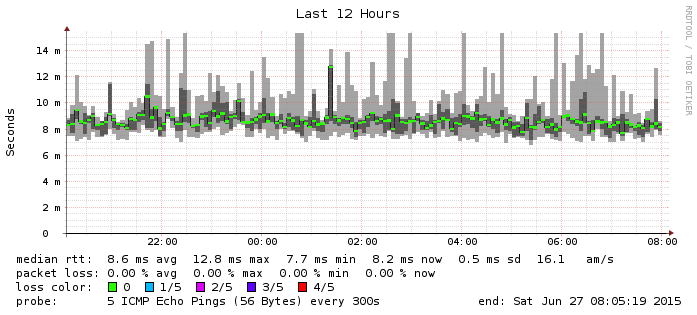 Last 12 Hours
RRDTOOL / TOBI OETIKER
Seconds
14 m
12 m
10 m
8 m
6 m
4 m
2 m
0
22:00 00:00 02:00 04:00 06:00 08:00
median rtt: 8.6 ms avg 12.8 ms max 7.7 ms min 8.2 ms now 0.5 ms sd 16.1 am/s
packet loss: 0.00 % avg 0.00 % max 0.00 % min 0.00 % now
loss color: 0 1/5 2/5 3/5 4/5
probe: 5 ICMP Echo Pings (56 Bytes) every 300s end: Sat Jun 27 08:05:19 2015